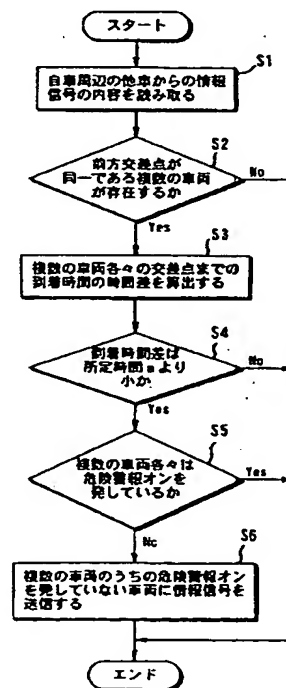 スタート
S1
自車周辺の他車からの情報
信号の内容を読み取る
S2
前方交差点が
同一である複数の車両
が存在するか
No
Yes
S3
複数の車両各々の交差点までの
到着時間の時間差を算出する
S4
到着時間差は
所定時間aより
小か
No
Yes
S5
複数の車両各々は
危険警報オンを
発しているか
Yes
No
S6
複数の車両のうちの危険警報オン
を発していない車両に情報信号を
送信する
エンド